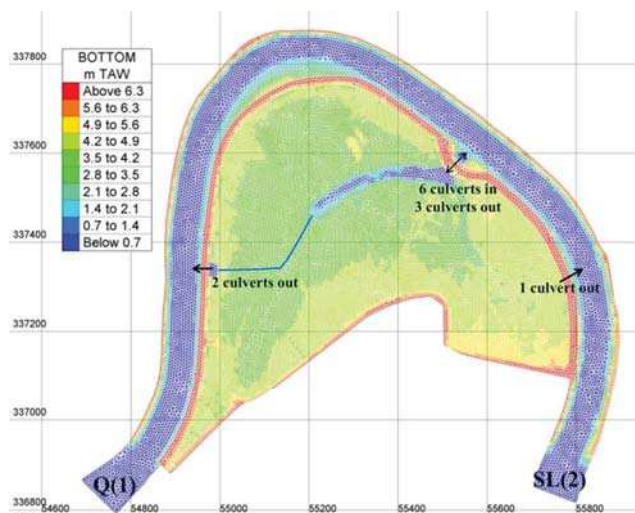 337800
337600
337400
337200
337000
336800
BOTTOM
m TAW
Above 6.3
5.6 to 6.3
4.9 to 5.6
4.2 to 4.9
3.5 to 4.2
2.8 to 3.5
2.1 to 2.8
1.4 to 2.1
0.7 to 1.4
Below 0.7
6 culverts in
3 culverts out
2 culverts out
1 culvert out
Q(1)
SL(2)
54600
54800
55000
55200
55400
55600
55800